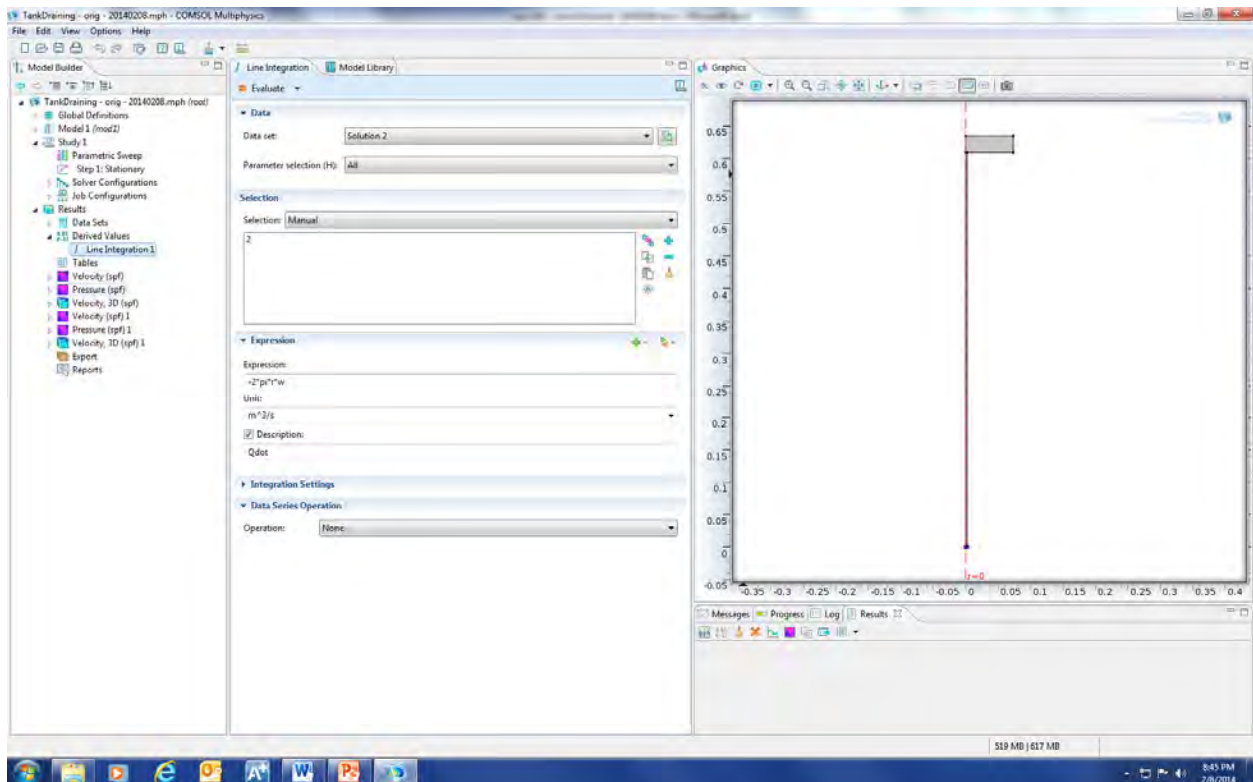 TankDraining - orig - 20140208.mph - COMSOL Multiphysics
File Edit View Options Help
Model Builder
TankDraining - orig - 20140208.mph (root)
Global Definitions
Model 1 (mod1)
Study 1
Parametric Sweep
Step 1: Stationary
Solver Configurations
Job Configurations
Results
Data Sets
Derived Values
Line Integration 1
Tables
Velocity (spf)
Pressure (spf)
Velocity, 3D (spf)
Velocity (spf) 1
Pressure (spf) 1
Velocity, 3D (spf) 1
Export
Reports
Line Integration Model Library
Evaluate
Data
Data set: Solution 2
Parameter selection (H): All
Selection
Selection: Manual
2
Expression
Expression:
-2*pi*r*w
Unit:
m^3/s
Description:
Qdot
Integration Settings
Data Series Operation
Operation: None
Graphics
0.65
0.6
0.55
0.5
0.45
0.4
0.35
0.3
0.25
0.2
0.15
0.1
0.05
0
-0.05
r=0
-0.35 -0.3 -0.25 -0.2 -0.15 -0.1 -0.05 0 0.05 0.1 0.15 0.2 0.25 0.3 0.35 0.4
Messages Progress Log Results
519 MB | 617 MB
8:45 PM
2/8/2014